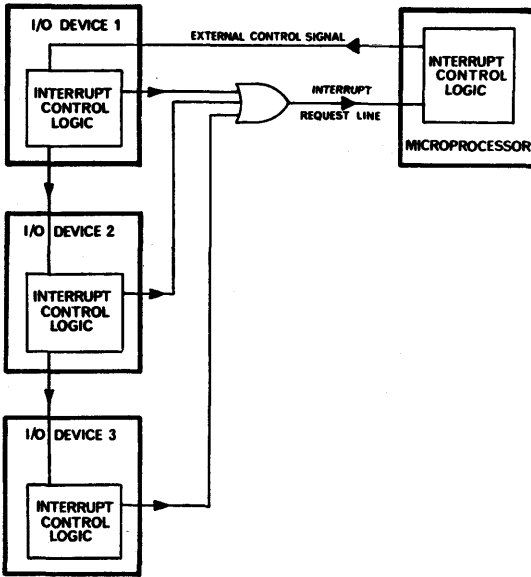 I/O DEVICE 1
INTERRUPT
CONTROL
LOGIC
EXTERNAL CONTROL SIGNAL
INTERRUPT
REQUEST LINE
INTERRUPT
CONTROL
LOGIC
MICROPROCESSOR
I/O DEVICE 2
INTERRUPT
CONTROL
LOGIC
I/O DEVICE 3
INTERRUPT
CONTROL
LOGIC